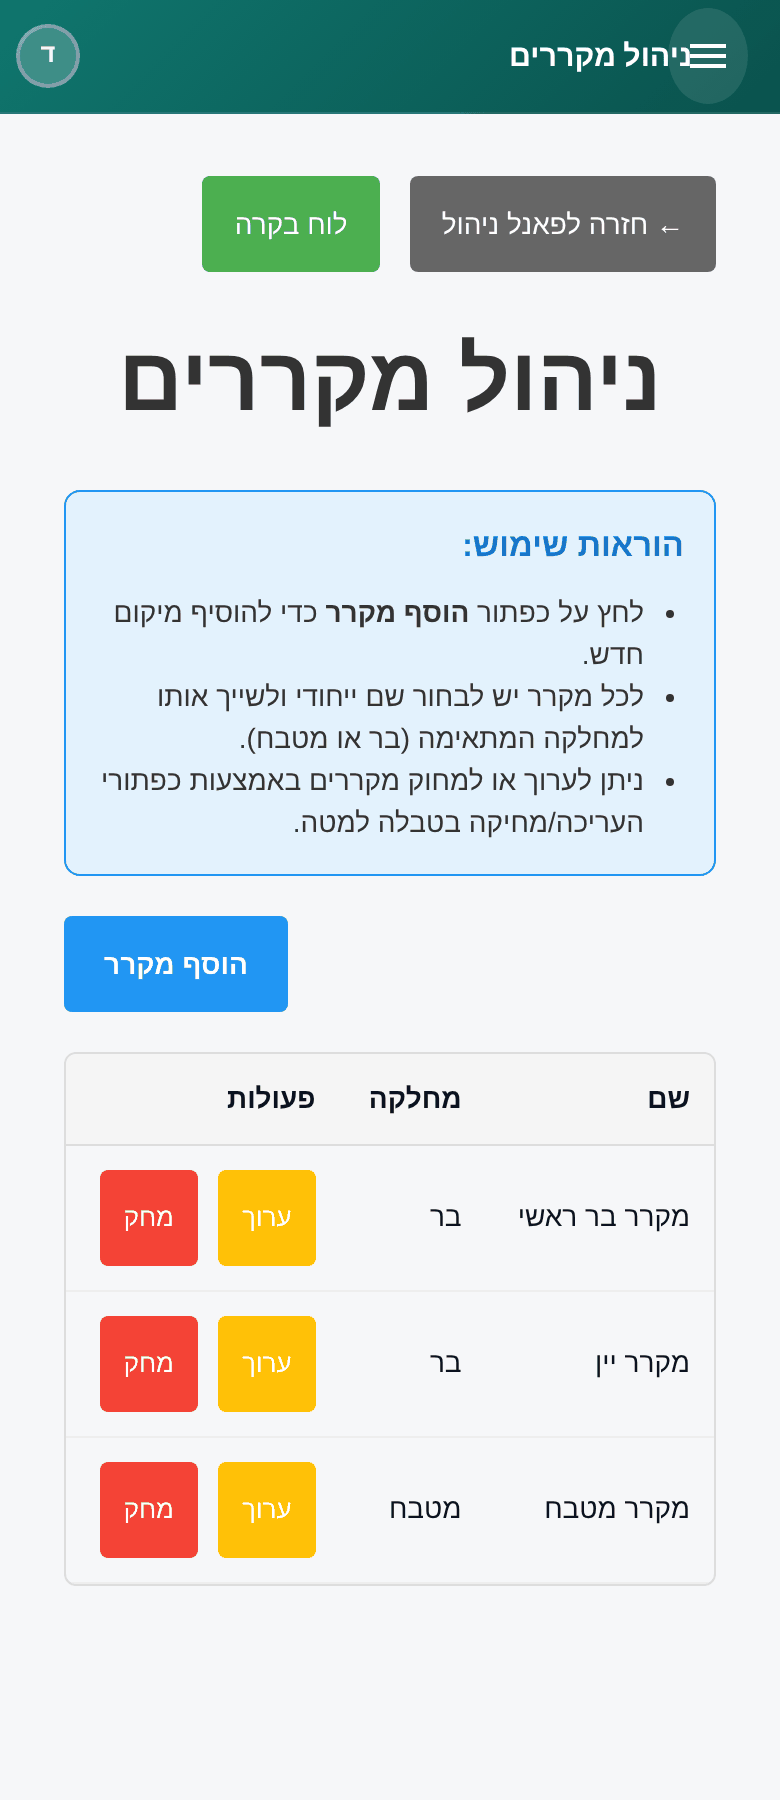 ניהול מקררים
ד
← חזרה לפאנל ניהול
לוח בקרה
ניהול מקררים
הוראות שימוש:
• לחץ על כפתור הוסף מקרר כדי להוסיף מיקום
חדש.
• לכל מקרר יש לבחור שם ייחודי ולשייך אותו
למחלקה המתאימה (בר או מטבח).
• ניתן לערוך או למחוק מקררים באמצעות כפתורי
העריכה/מחיקה בטבלה למטה.
הוסף מקרר
שם מחלקה פעולות
מקרר בר ראשי בר ערוך מחק
מקרר יין בר ערוך מחק
מקרר מטבח מטבח ערוך מחק